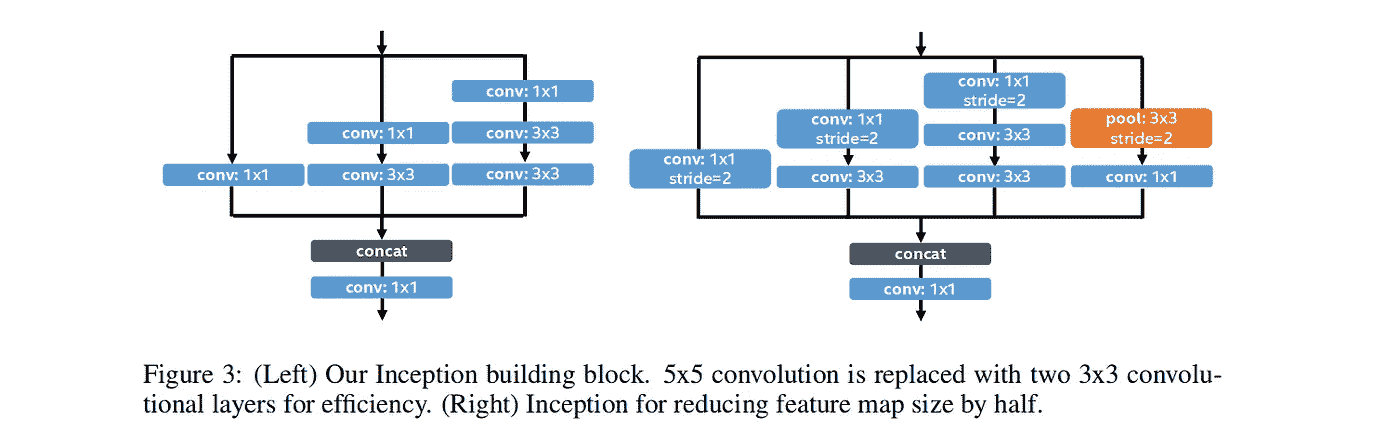 conv: 1x1
conv: 1x1
conv: 3x3
conv: 1x1
conv: 3x3
conv: 3x3
concat
conv: 1x1
conv: 1x1
stride=2
conv: 1x1
stride=2
conv: 3x3
conv: 1x1
stride=2
conv: 3x3
conv: 3x3
pool: 3x3
stride=2
conv: 1x1
concat
conv: 1x1
Figure 3: (Left) Our Inception building block. 5x5 convolution is replaced with two 3x3 convolu-
tional layers for efficiency. (Right) Inception for reducing feature map size by half.